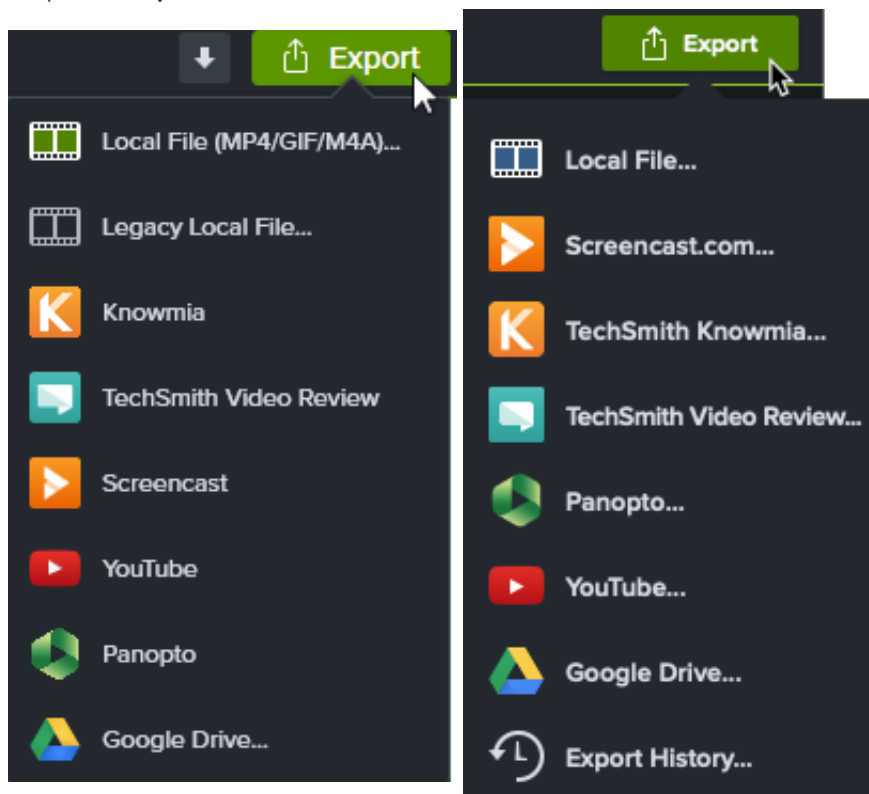 Export
Local File (MP4/GIF/M4A)...
Legacy Local File...
Knowmia
TechSmith Video Review
Screencast
YouTube
Panopto
Google Drive...
Export
Local File...
Screencast.com...
TechSmith Knowmia...
TechSmith Video Review...
Panopto...
YouTube...
Google Drive...
Export History...